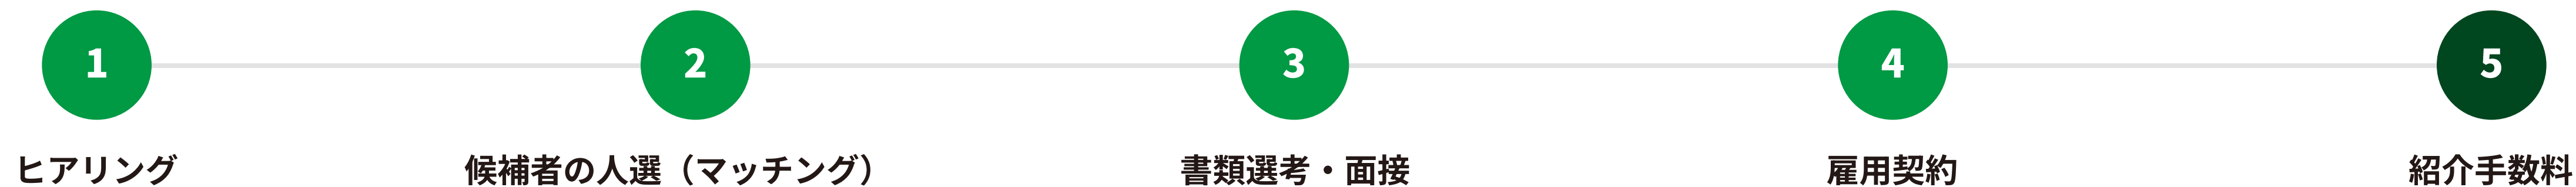 1
2
3
4
5
ヒアリング
候補者の人選（マッチング）
書類選考・面接
雇用契約
紹介手数料